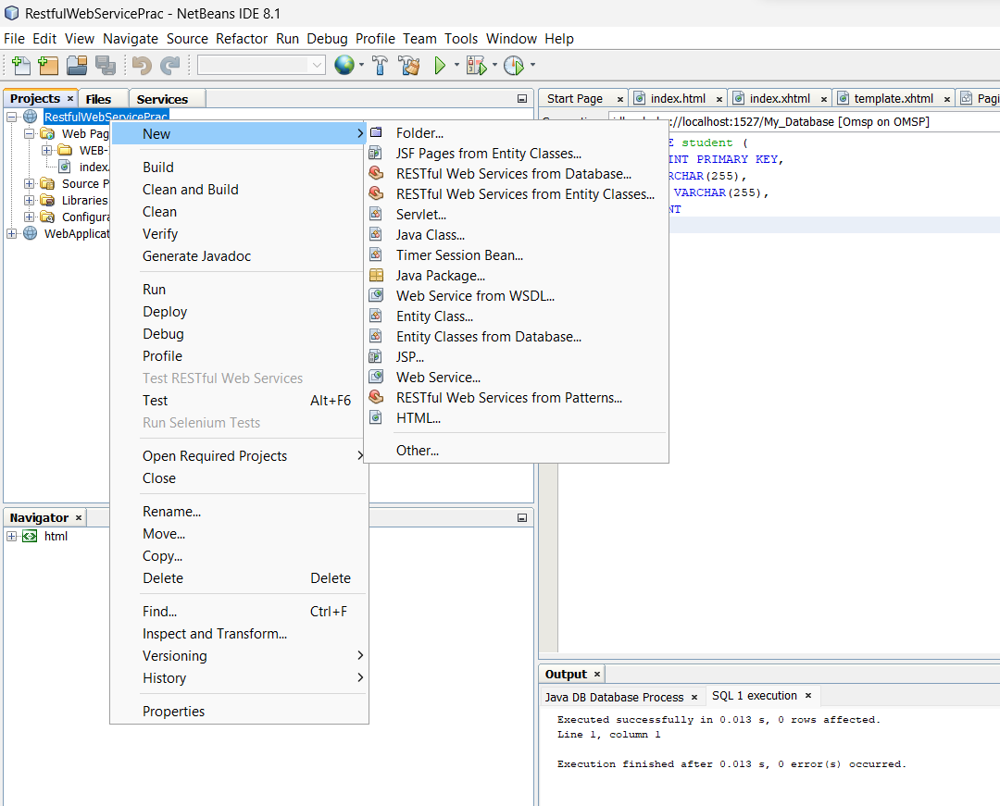 RestfulWebServicePrac - NetBeans IDE 8.1
File Edit View Navigate Source Refactor Run Debug Profile Team Tools Window Help
Projects × Files Services
Start Page × index.html × index.xhtml × template.xhtml × Pagi
RestfulWebServicePrac
Web Pag
WEB-
index.
Source P
Libraries
Configura
WebApplicat
New
Build
Clean and Build
Clean
Verify
Generate Javadoc
Run
Deploy
Debug
Profile
Test RESTful Web Services
Test Alt+F6
Run Selenium Tests
Open Required Projects
Close
Rename...
Move...
Copy...
Delete Delete
Find... Ctrl+F
Inspect and Transform...
Versioning
History
Properties
Folder...
JSF Pages from Entity Classes...
RESTful Web Services from Database...
RESTful Web Services from Entity Classes...
Servlet...
Java Class...
Timer Session Bean...
Java Package...
Web Service from WSDL...
Entity Class...
Entity Classes from Database...
JSP...
Web Service...
RESTful Web Services from Patterns...
HTML...
Other...
://localhost:1527/My_Database [Omsp on OMSP]
E student (
INT PRIMARY KEY,
RCHAR(255),
VARCHAR(255),
NT
Navigator ×
html
Output ×
Java DB Database Process × SQL 1 execution ×
Executed successfully in 0.013 s, 0 rows affected.
Line 1, column 1
Execution finished after 0.013 s, 0 error(s) occurred.